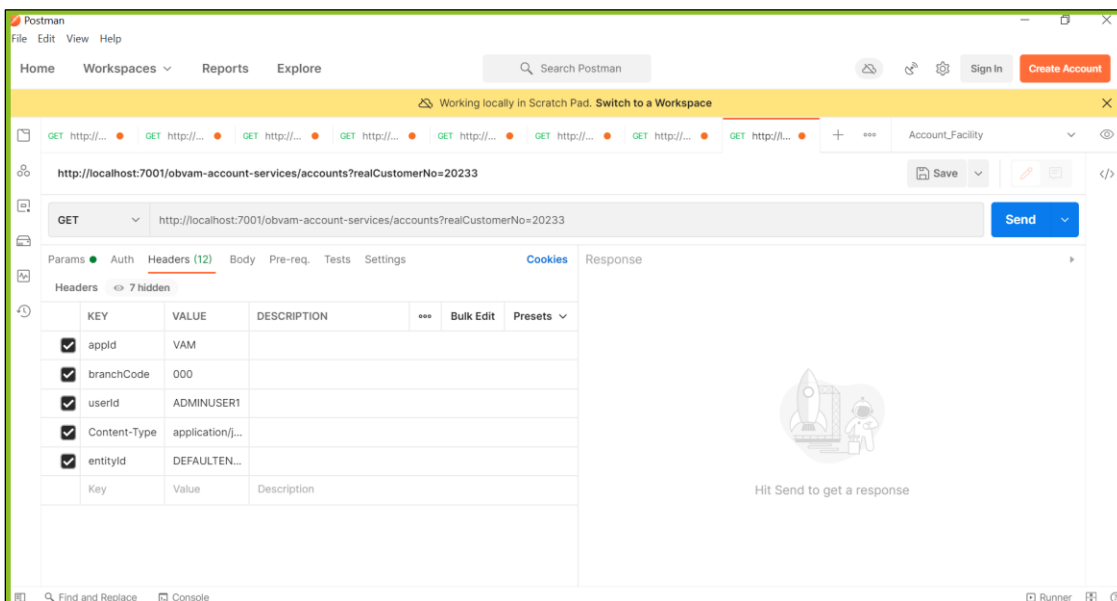 Postman
File Edit View Help
Home Workspaces Reports Explore Search Postman Sign In Create Account
Working locally in Scratch Pad. Switch to a Workspace
GET http://... GET http://... GET http://... GET http://... GET http://... GET http://... GET http://... GET http://l... Account_Facility
http://localhost:7001/obvam-account-services/accounts?realCustomerNo=20233 Save
GET http://localhost:7001/obvam-account-services/accounts?realCustomerNo=20233 Send
Params Auth Headers (12) Body Pre-req. Tests Settings Cookies Response
Headers 7 hidden
KEY VALUE DESCRIPTION Bulk Edit Presets
appId VAM
branchCode 000
userId ADMINUSER1
Content-Type application/j...
entityId DEFAULTEN...
Key Value Description
Hit Send to get a response
Find and Replace Console Runner